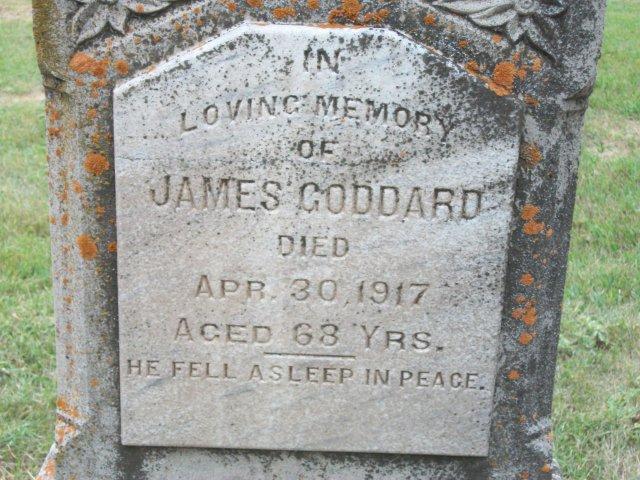 IN
LOVING MEMORY
OF
JAMES GODDARD
DIED
APR. 30, 1917
AGED 68 YRS.
HE FELL ASLEEP IN PEACE.